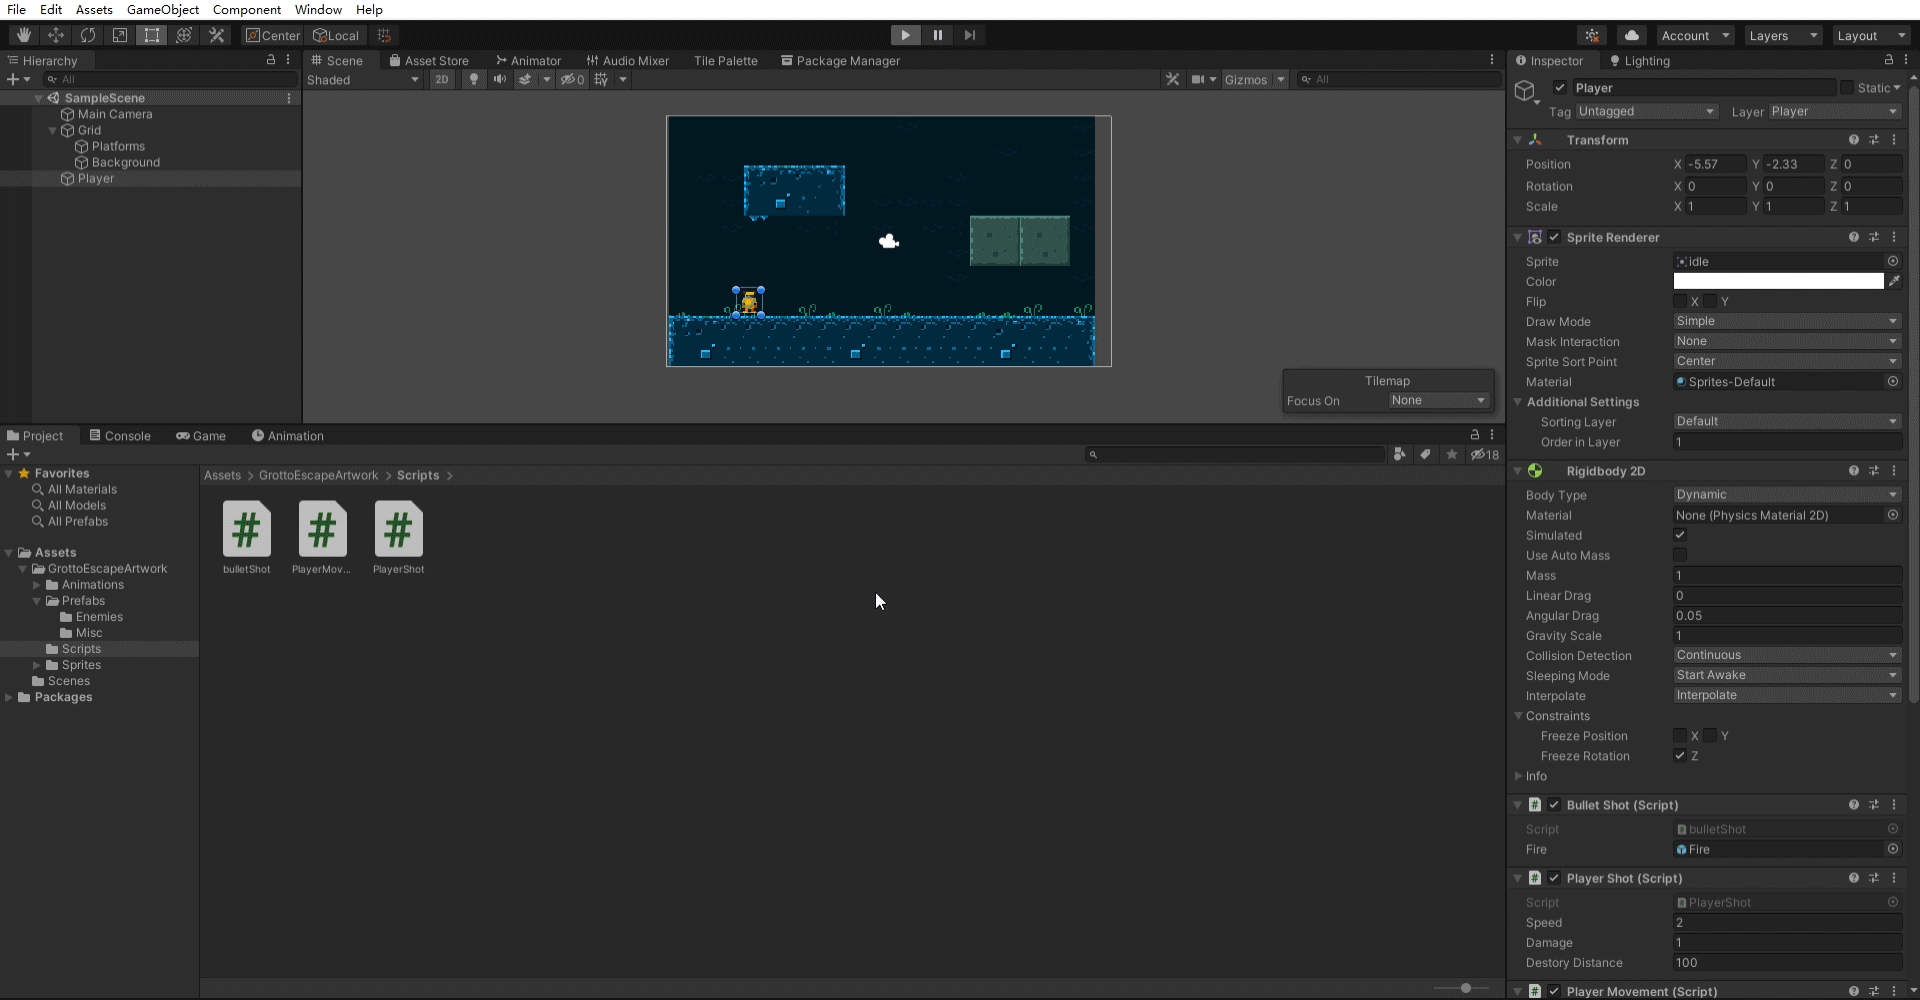 File Edit Assets GameObject Component Window Help
Center Local Account Layers Layout
Hierarchy
All
SampleScene
Main Camera
Grid
Platforms
Background
Player
Scene Asset Store Animator Audio Mixer Tile Palette Package Manager
Shaded 2D 0 Gizmos All
Tilemap
Focus On None
Project Console Game Animation
18
Favorites
All Materials
All Models
All Prefabs
Assets
GrottoEscapeArtwork
Animations
Prefabs
Enemies
Misc
Scripts
Sprites
Scenes
Packages
Assets > GrottoEscapeArtwork > Scripts >
# # #
bulletShot PlayerMov... PlayerShot
Inspector Lighting
Player Static
Tag Untagged Layer Player
Transform
Position X -5.57 Y -2.33 Z 0
Rotation X 0 Y 0 Z 0
Scale X 1 Y 1 Z 1
Sprite Renderer
Sprite idle
Color
Flip X Y
Draw Mode Simple
Mask Interaction None
Sprite Sort Point Center
Material Sprites-Default
Additional Settings
Sorting Layer Default
Order in Layer 1
Rigidbody 2D
Body Type Dynamic
Material None (Physics Material 2D)
Simulated
Use Auto Mass
Mass 1
Linear Drag 0
Angular Drag 0.05
Gravity Scale 1
Collision Detection Continuous
Sleeping Mode Start Awake
Interpolate Interpolate
Constraints
Freeze Position X Y
Freeze Rotation Z
Info
# Bullet Shot (Script)
Script bulletShot
Fire Fire
# Player Shot (Script)
Script PlayerShot
Speed 2
Damage 1
Destory Distance 100
# Player Movement (Script)